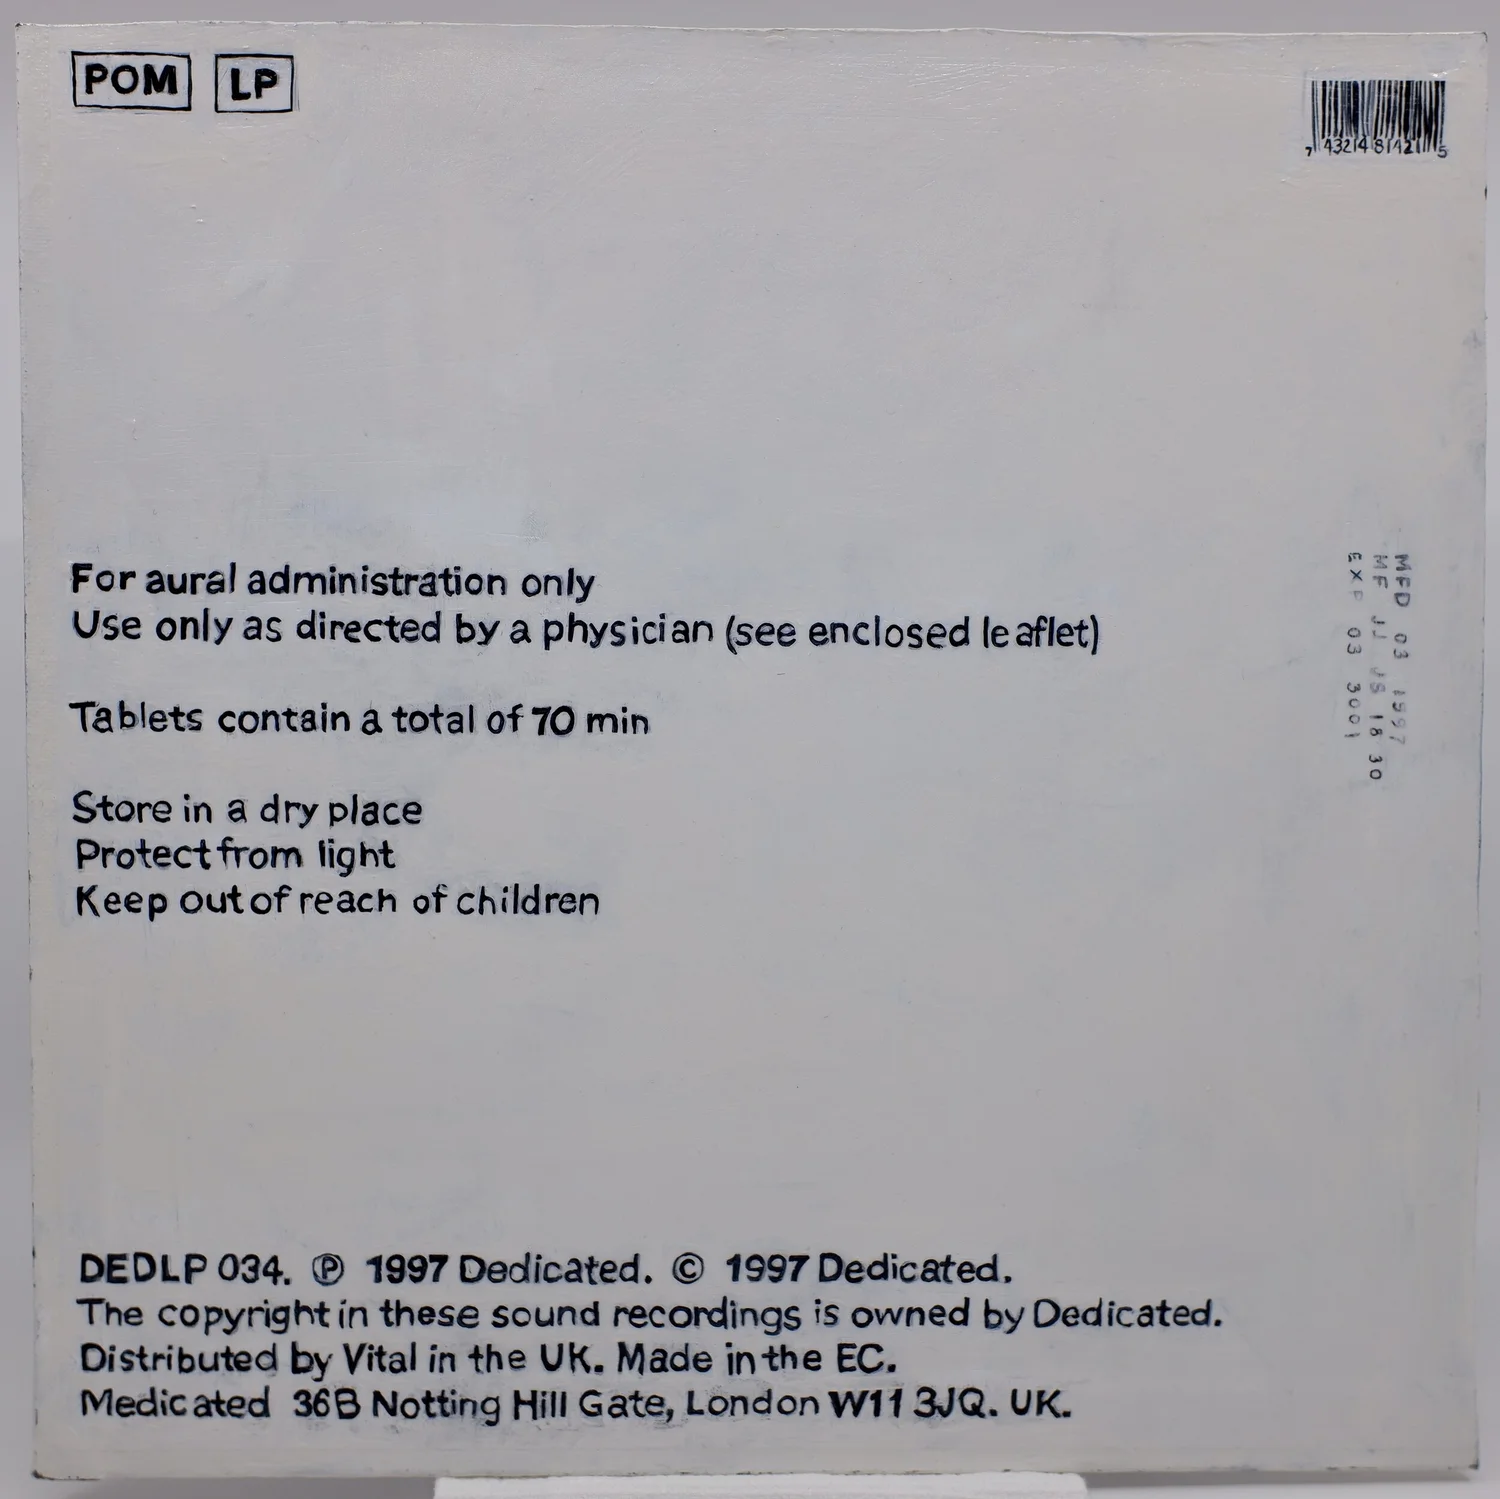 POM LP
7 43214 81421 5
For aural administration only
Use only as directed by a physician (see enclosed leaflet)
Tablets contain a total of 70 min
Store in a dry place
Protect from light
Keep out of reach of children
MFD 03 1997
MF JJ JS 18 30
EXP 03 3001
DEDLP 034. ℗ 1997 Dedicated. © 1997 Dedicated.
The copyright in these sound recordings is owned by Dedicated.
Distributed by Vital in the UK. Made in the EC.
Medicated 36B Notting Hill Gate, London W11 3JQ. UK.